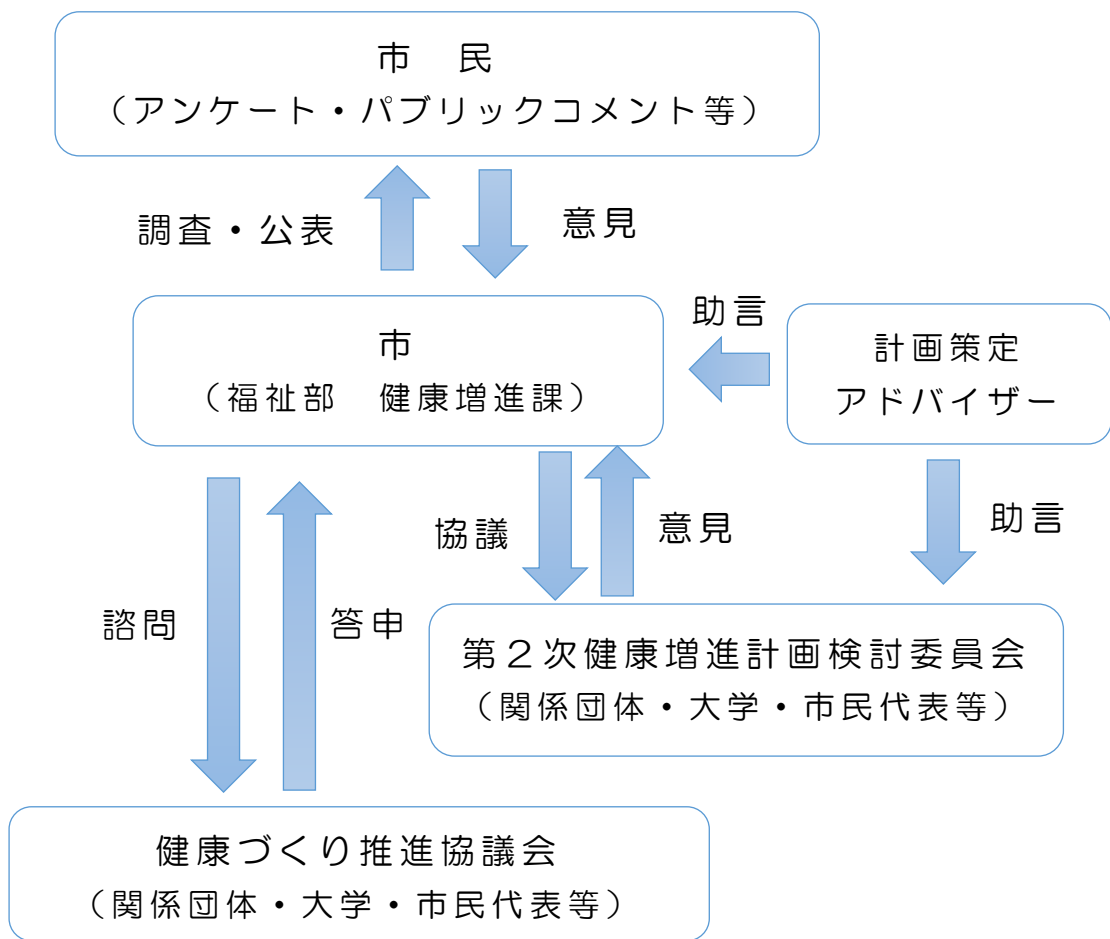 市　民
（アンケート・パブリックコメント等）
調査・公表
意見
市
（福祉部　健康増進課）
助言
計画策定
アドバイザー
協議
意見
助言
諮問
答申
第２次健康増進計画検討委員会
（関係団体・大学・市民代表等）
健康づくり推進協議会
（関係団体・大学・市民代表等）